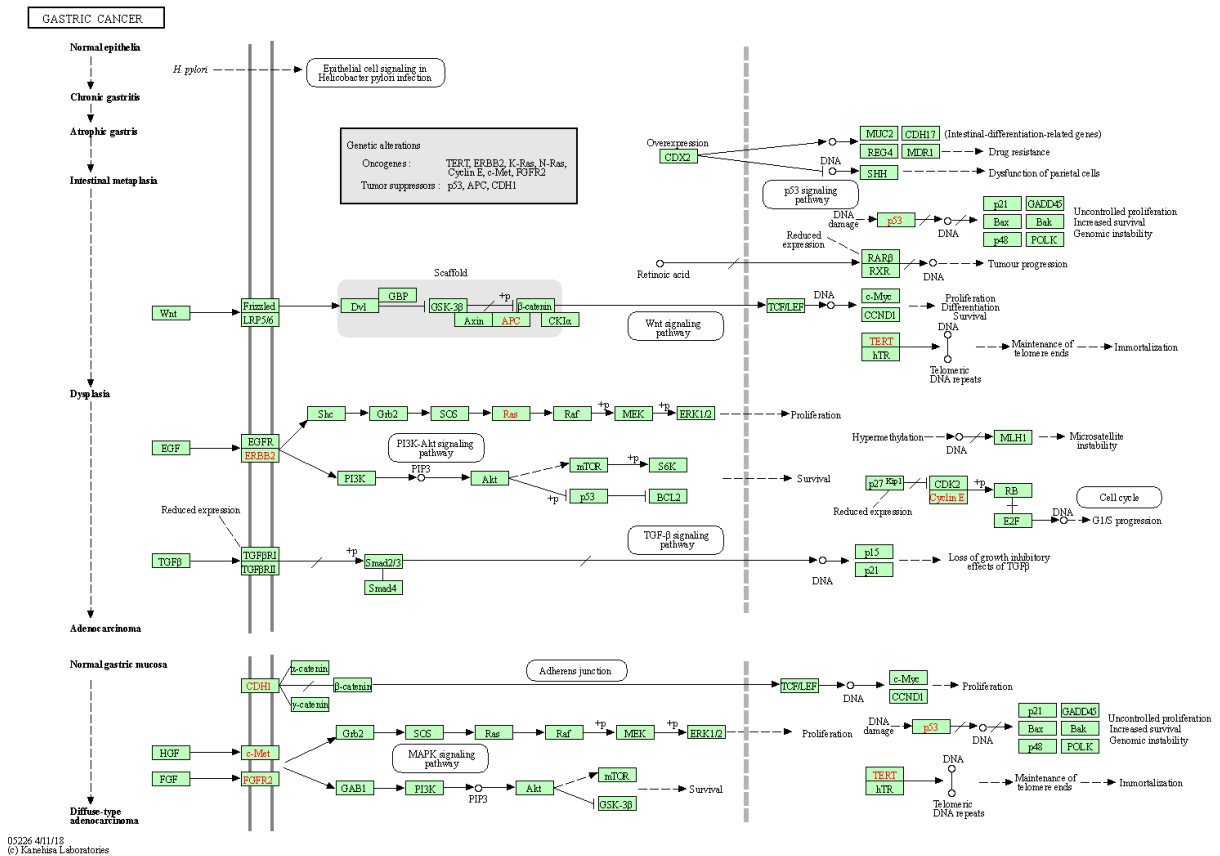 GASTRIC CANCER
Normal epithelia
H. pylori
Epithelial cell signaling in
Helicobacter pylori infection
Chronic gastritis
Atrophic gastris
Intestinal metaplasia
Genetic alterations
Oncogenes : TERT, ERBB2, K-Ras, N-Ras,
Cyclin E, c-Met, FGFR2
Tumor suppressors : p53, APC, CDH1
Overexpression
CDX2
MUC2 CDH17 (Intestinal-differentiation-related genes)
REG4 MDR1 Drug resistance
DNA
SHH Dysfunction of parietal cells
p53 signaling
pathway
DNA
damage
p53
DNA
p21 GADD45
Bax Bak
p48 POLK
Uncontrolled proliferation
Increased survival
Genomic instability
Reduced
expression
Retinoic acid
RARβ
RXR
DNA
Tumour progression
Scaffold
Wnt
Frizzled
LRP5/6
Dvl
GBP
GSK-3β
+p
β-catenin
Axin APC CKIα
Wnt signaling
pathway
TCF/LEF
DNA
c-Myc
CCND1
Proliferation
Differentiation
Survival
TERT
hTR
DNA
Telomeric
DNA repeats
Maintenance of
telomere ends
Immortalization
Dysplasia
EGF
EGFR
ERBB2
Shc Grb2 SOS Ras Raf +p MEK +p ERK1/2 Proliferation
PI3K-Akt signaling
pathway
PI3K PIP3 Akt
mTOR +p S6K
Survival
+p p53 BCL2
Hypermethylation
DNA
MLH1
Microsatellite
instability
p27 Kip1
CDK2
Cyclin E
+p
RB
E2F
Cell cycle
DNA
G1/S progression
Reduced expression
Reduced expression
TGFβ
TGFβRI
TGFβRII
+p
Smad2/3
Smad4
TGF-β signaling
pathway
DNA
p15
p21
Loss of growth inhibitory
effects of TGFβ
Adenocarcinoma
Normal gastric mucosa
CDH1
α-catenin
β-catenin
γ-catenin
Adherens junction
TCF/LEF
DNA
c-Myc
CCND1
Proliferation
HGF
c-Met
FGF
FGFR2
Grb2 SOS Ras Raf +p MEK +p ERK1/2 Proliferation
MAPK signaling
pathway
GAB1 PI3K PIP3 Akt
mTOR
GSK-3β
Survival
DNA
damage
p53
DNA
p21 GADD45
Bax Bak
p48 POLK
Uncontrolled proliferation
Increased survival
Genomic instability
TERT
hTR
DNA
Telomeric
DNA repeats
Maintenance of
telomere ends
Immortalization
Diffuse-type
adenocarcinoma
05226 4/11/18
(c) Kanehisa Laboratories